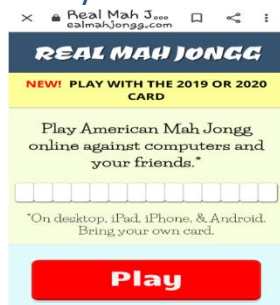 Real Mah J...
ealmahjongg.com
REAL MAH JONGG
NEW! PLAY WITH THE 2019 OR 2020
CARD
Play American Mah Jongg
online against computers and
your friends.*
*On desktop, iPad, iPhone, & Android.
Bring your own card.
Play